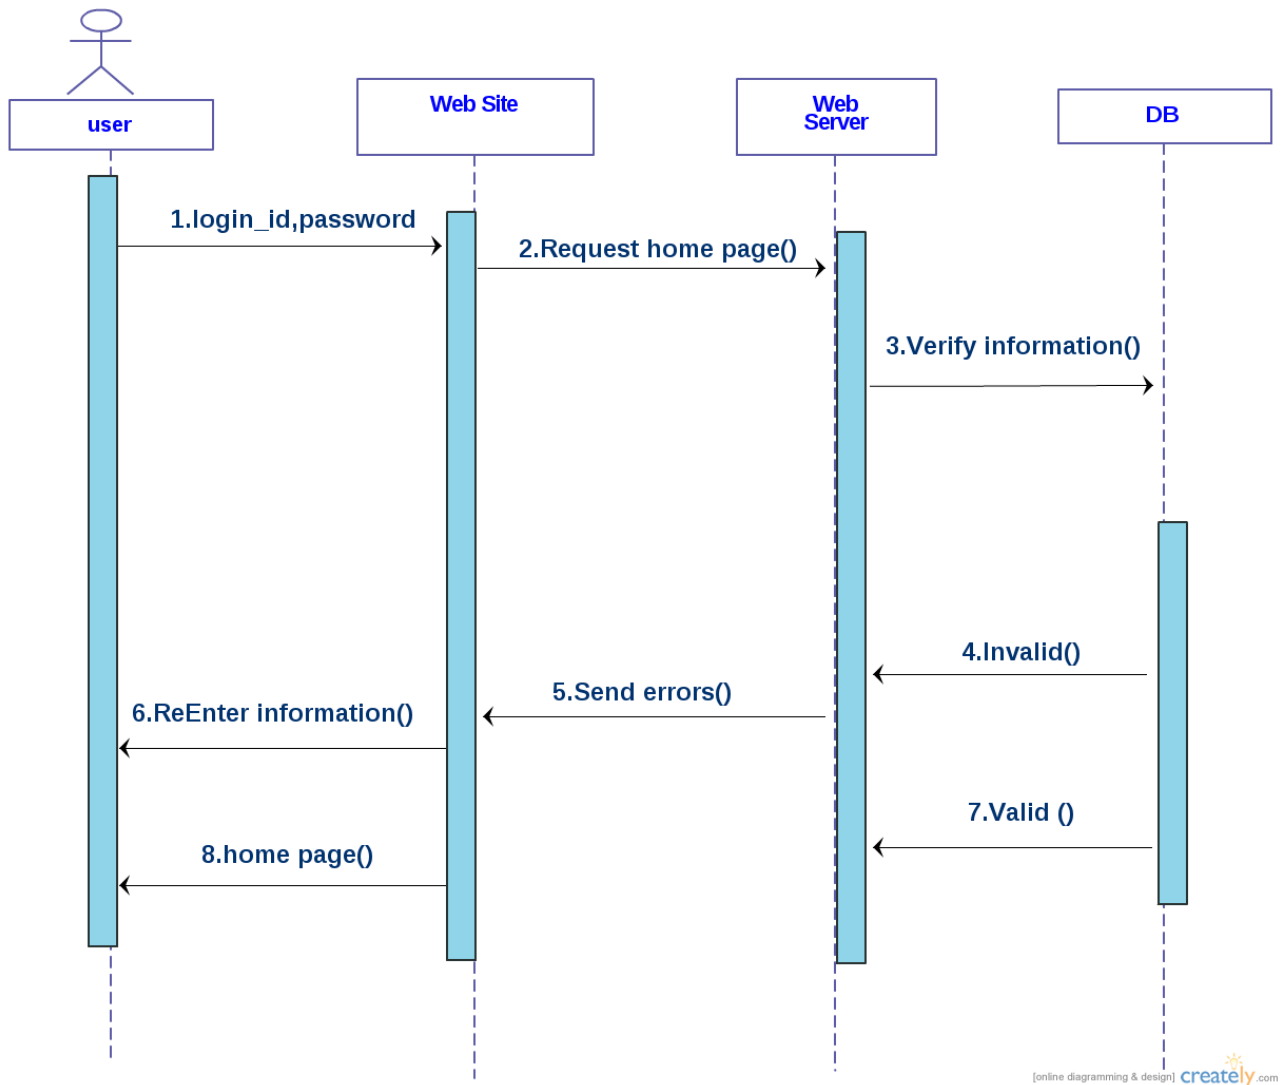 user
Web Site
Web
Server
DB
1.login_id,password
2.Request home page()
3.Verify information()
4.Invalid()
5.Send errors()
6.ReEnter information()
7.Valid ()
8.home page()
[online diagramming & design] creately.com